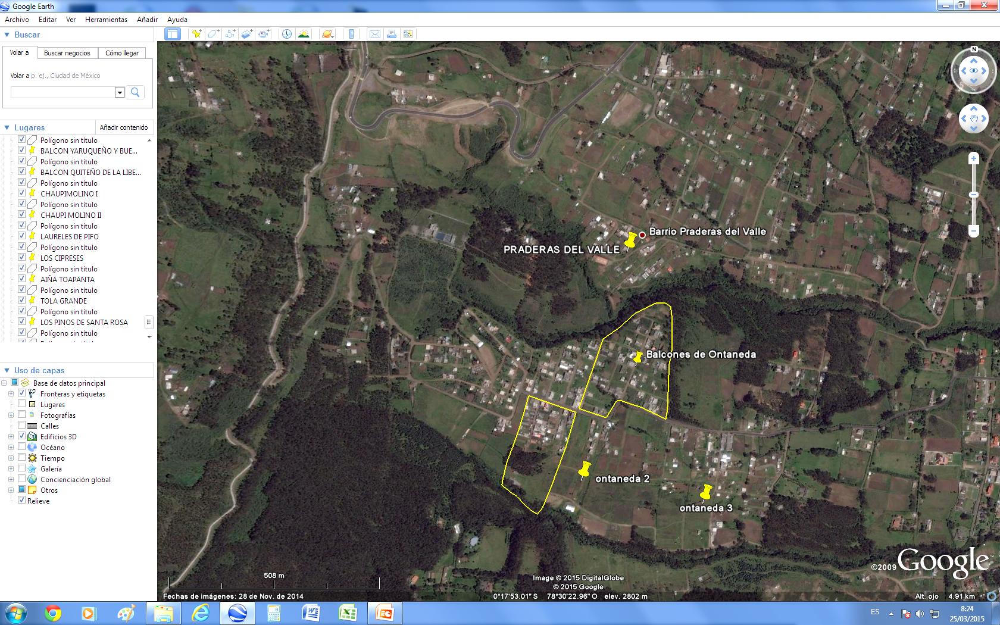 Google Earth
Archivo Editar Ver Herramientas Añadir Ayuda
Buscar
Volar a Buscar negocios Cómo llegar
Volar a p. ej., Ciudad de México
Lugares Añadir contenido
Polígono sin título
BALCON YARUQUEÑO Y BUE...
Polígono sin título
BALCON QUITEÑO DE LA LIBE...
Polígono sin título
CHAUPIMOLINO I
Polígono sin título
CHAUPI MOLINO II
Polígono sin título
LAURELES DE PIFO
Polígono sin título
LOS CIPRESES
Polígono sin título
AIÑA TOAPANTA
Polígono sin título
TOLA GRANDE
Polígono sin título
LOS PINOS DE SANTA ROSA
Polígono sin título
Uso de capas
Base de datos principal
Fronteras y etiquetas
Lugares
Fotografías
Calles
Edificios 3D
Océano
Tiempo
Galería
Concienciación global
Otros
Relieve
N
Barrio Praderas del Valle
PRADERAS DEL VALLE
Balcones de Ontaneda
ontaneda 2
ontaneda 3
©2009 Google
508 m
Image © 2015 DigitalGlobe
© 2015 Google
Fechas de imágenes: 28 de Nov. de 2014 0°17'53.01" S 78°30'22.96" O elev. 2802 m Alt. ojo 4.91 km
ES 8:24
25/03/2015